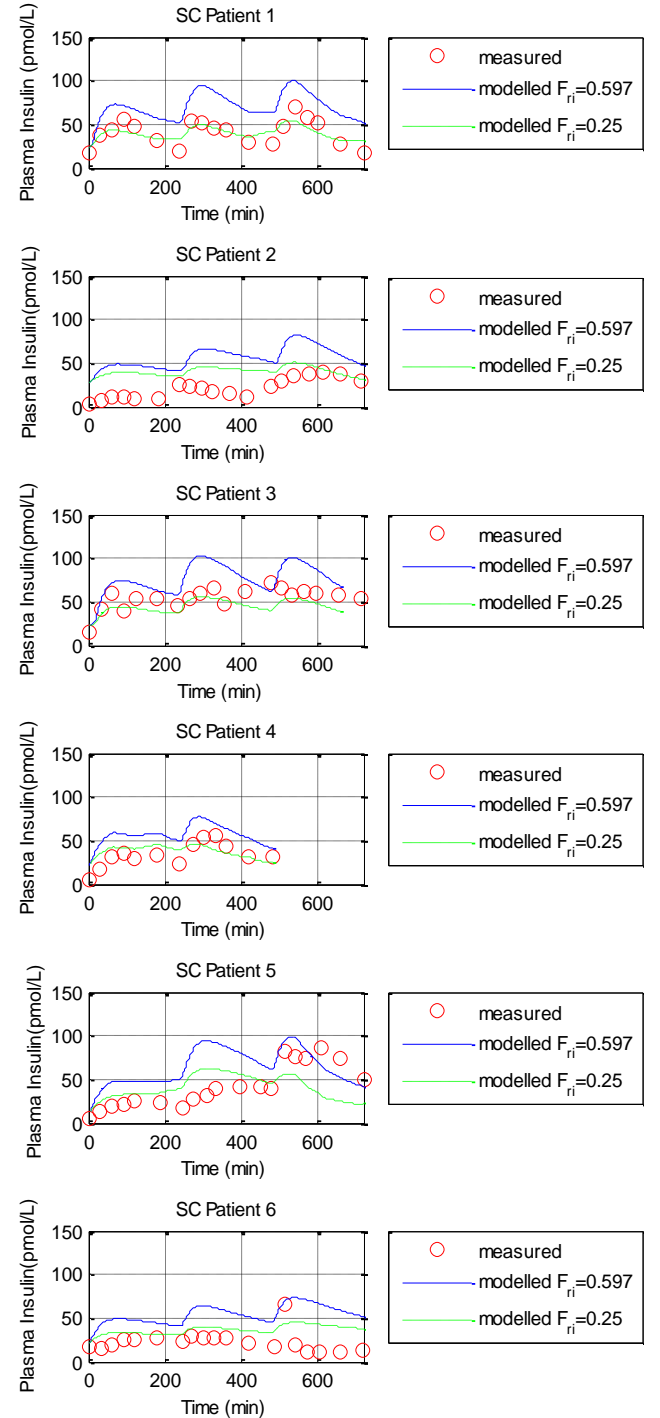 SC Patient 1
Plasma Insulin (pmol/L)
150
100
50
0
0 200 400 600
Time (min)
measured
modelled F_ri=0.597
modelled F_ri=0.25
SC Patient 2
Plasma Insulin(pmol/L)
150
100
50
0
0 200 400 600
Time (min)
measured
modelled F_ri=0.597
modelled F_ri=0.25
SC Patient 3
Plasma Insulin(pmol/L)
150
100
50
0
0 200 400 600
Time (min)
measured
modelled F_ri=0.597
modelled F_ri=0.25
SC Patient 4
Plasma Insulin(pmol/L)
150
100
50
0
0 200 400 600
Time (min)
measured
modelled F_ri=0.597
modelled F_ri=0.25
SC Patient 5
Plasma Insulin(pmol/L)
150
100
50
0
0 200 400 600
Time (min)
measured
modelled F_ri=0.597
modelled F_ri=0.25
SC Patient 6
Plasma Insulin(pmol/L)
150
100
50
0
0 200 400 600
Time (min)
measured
modelled F_ri=0.597
modelled F_ri=0.25